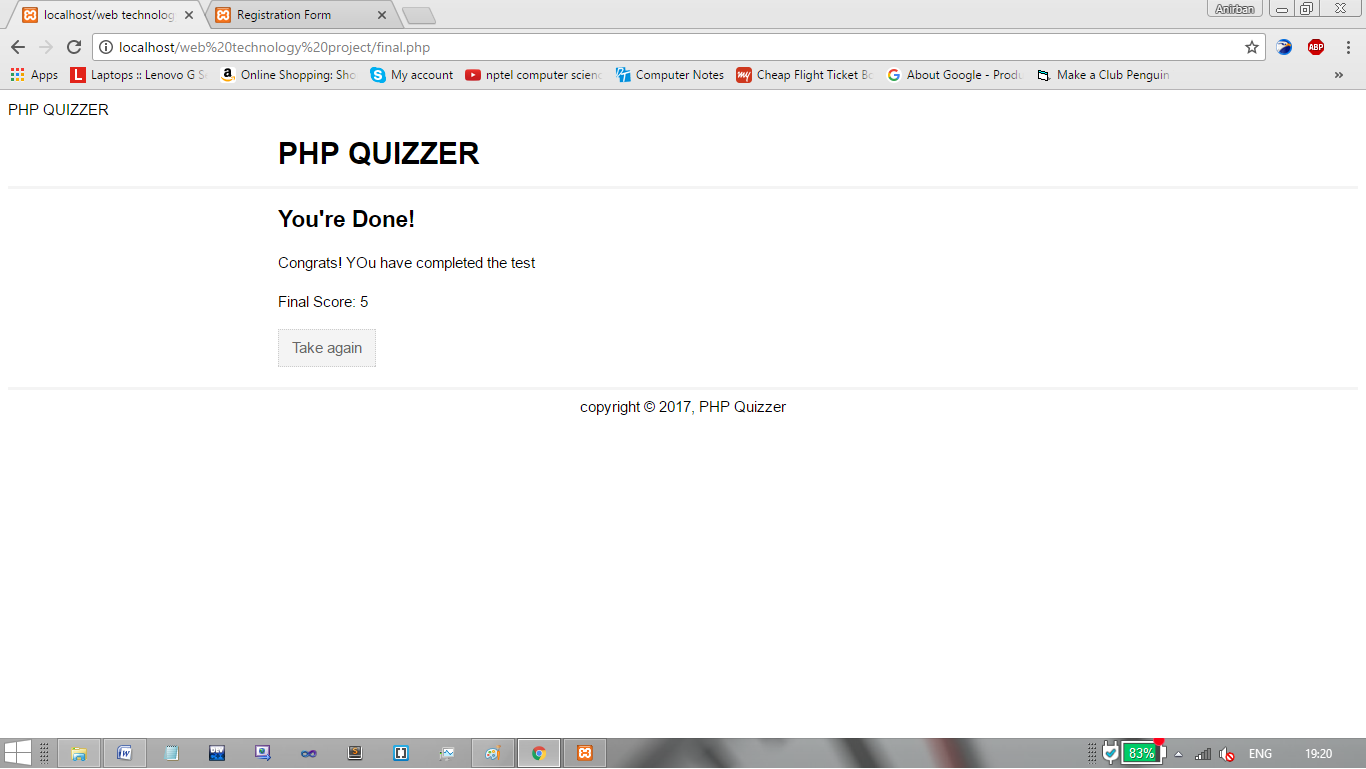 localhost/web technolog
Registration Form
Anirban
localhost/web%20technology%20project/final.php
ABP
Apps
L Laptops :: Lenovo G S
a Online Shopping: Sho
S My account
nptel computer scienc
Computer Notes
my Cheap Flight Ticket Bo
G About Google - Produ
Make a Club Penguin
»
PHP QUIZZER
PHP QUIZZER
You're Done!
Congrats! YOu have completed the test
Final Score: 5
Take again
copyright © 2017, PHP Quizzer
83%
ENG
19:20